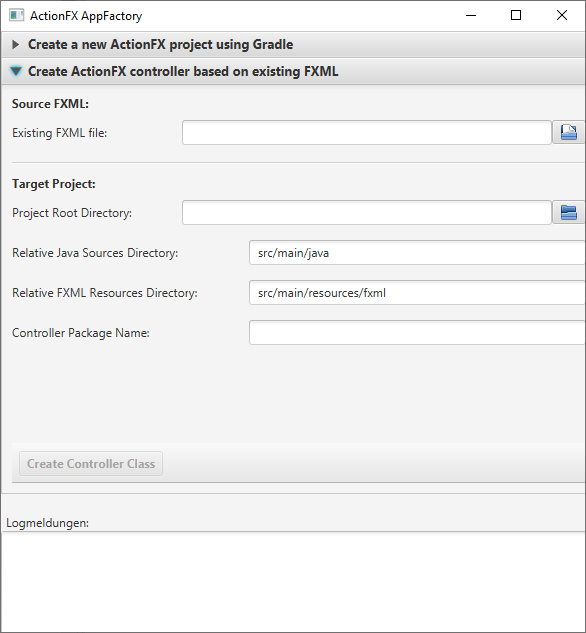 ActionFX AppFactory
Create a new ActionFX project using Gradle
Create ActionFX controller based on existing FXML
Source FXML:
Existing FXML file:
Target Project:
Project Root Directory:
Relative Java Sources Directory: src/main/java
Relative FXML Resources Directory: src/main/resources/fxml
Controller Package Name:
Create Controller Class
Logmeldungen: